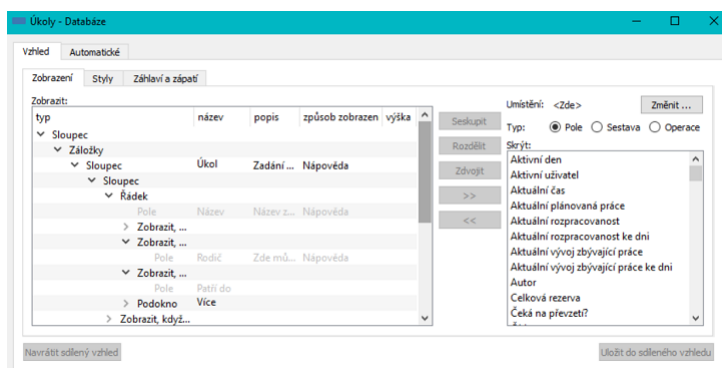 Úkoly - Databáze
Vzhled Automatické
Zobrazení Styly Záhlaví a zápatí
Zobrazit:
typ název popis způsob zobrazen výška
Sloupec
Záložky
Sloupec Úkol Zadání ... Nápověda
Sloupec
Řádek
Pole Název Název z... Nápověda
Zobrazit, ...
Zobrazit, ...
Pole Rodič Zde mů... Nápověda
Zobrazit, ...
Pole Patří do
Podokno Více
Zobrazit, když...
Seskupit
Rozdělit
Zdvojit
>>
<<
Umístění: <Zde> Změnit ...
Typ: Pole Sestava Operace
Skrýt:
Aktivní den
Aktivní uživatel
Aktuální čas
Aktuální plánovaná práce
Aktuální rozpracovanost
Aktuální rozpracovanost ke dni
Aktuální vývoj zbývající práce
Aktuální vývoj zbývající práce ke dni
Autor
Celková rezerva
Čeká na převzetí?
Navrátit sdílený vzhled Uložit do sdíleného vzhledu